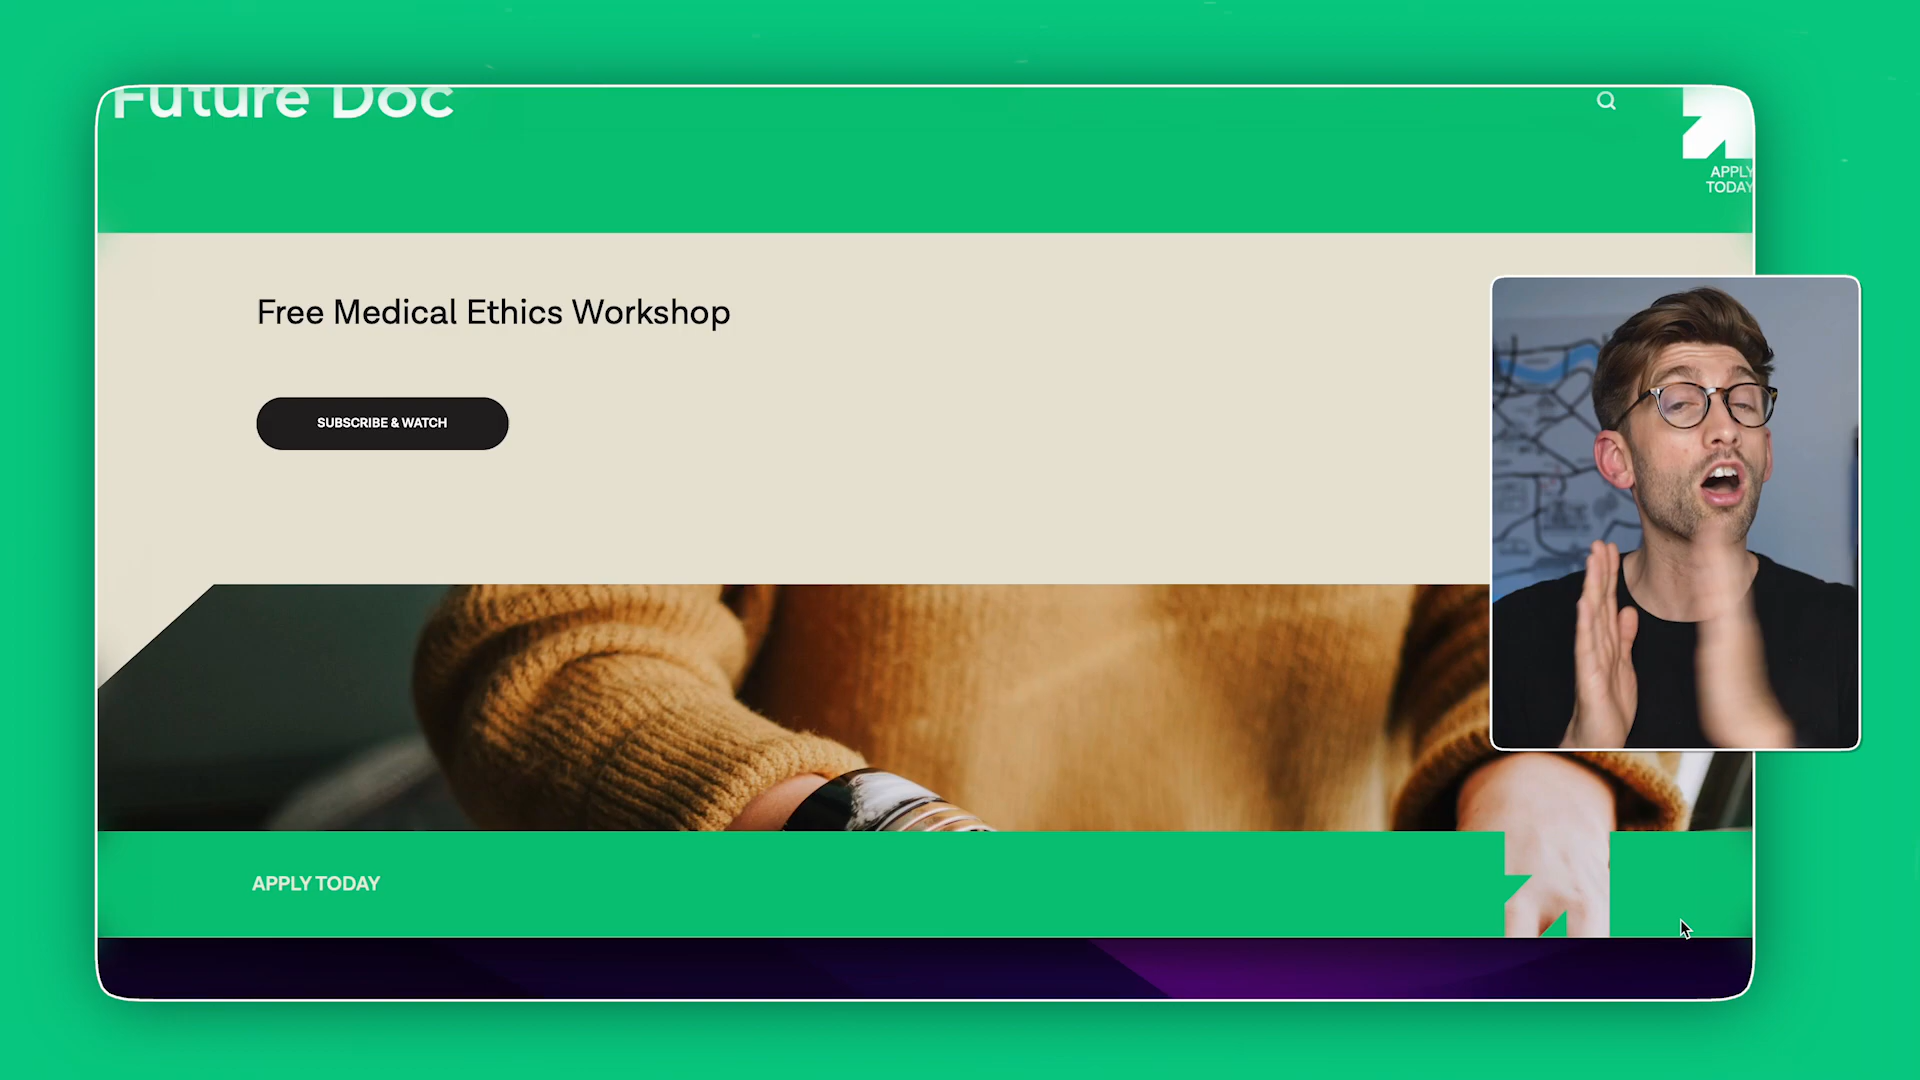 Future Doc
APPLY
TODAY
Free Medical Ethics Workshop
SUBSCRIBE & WATCH
APPLY TODAY